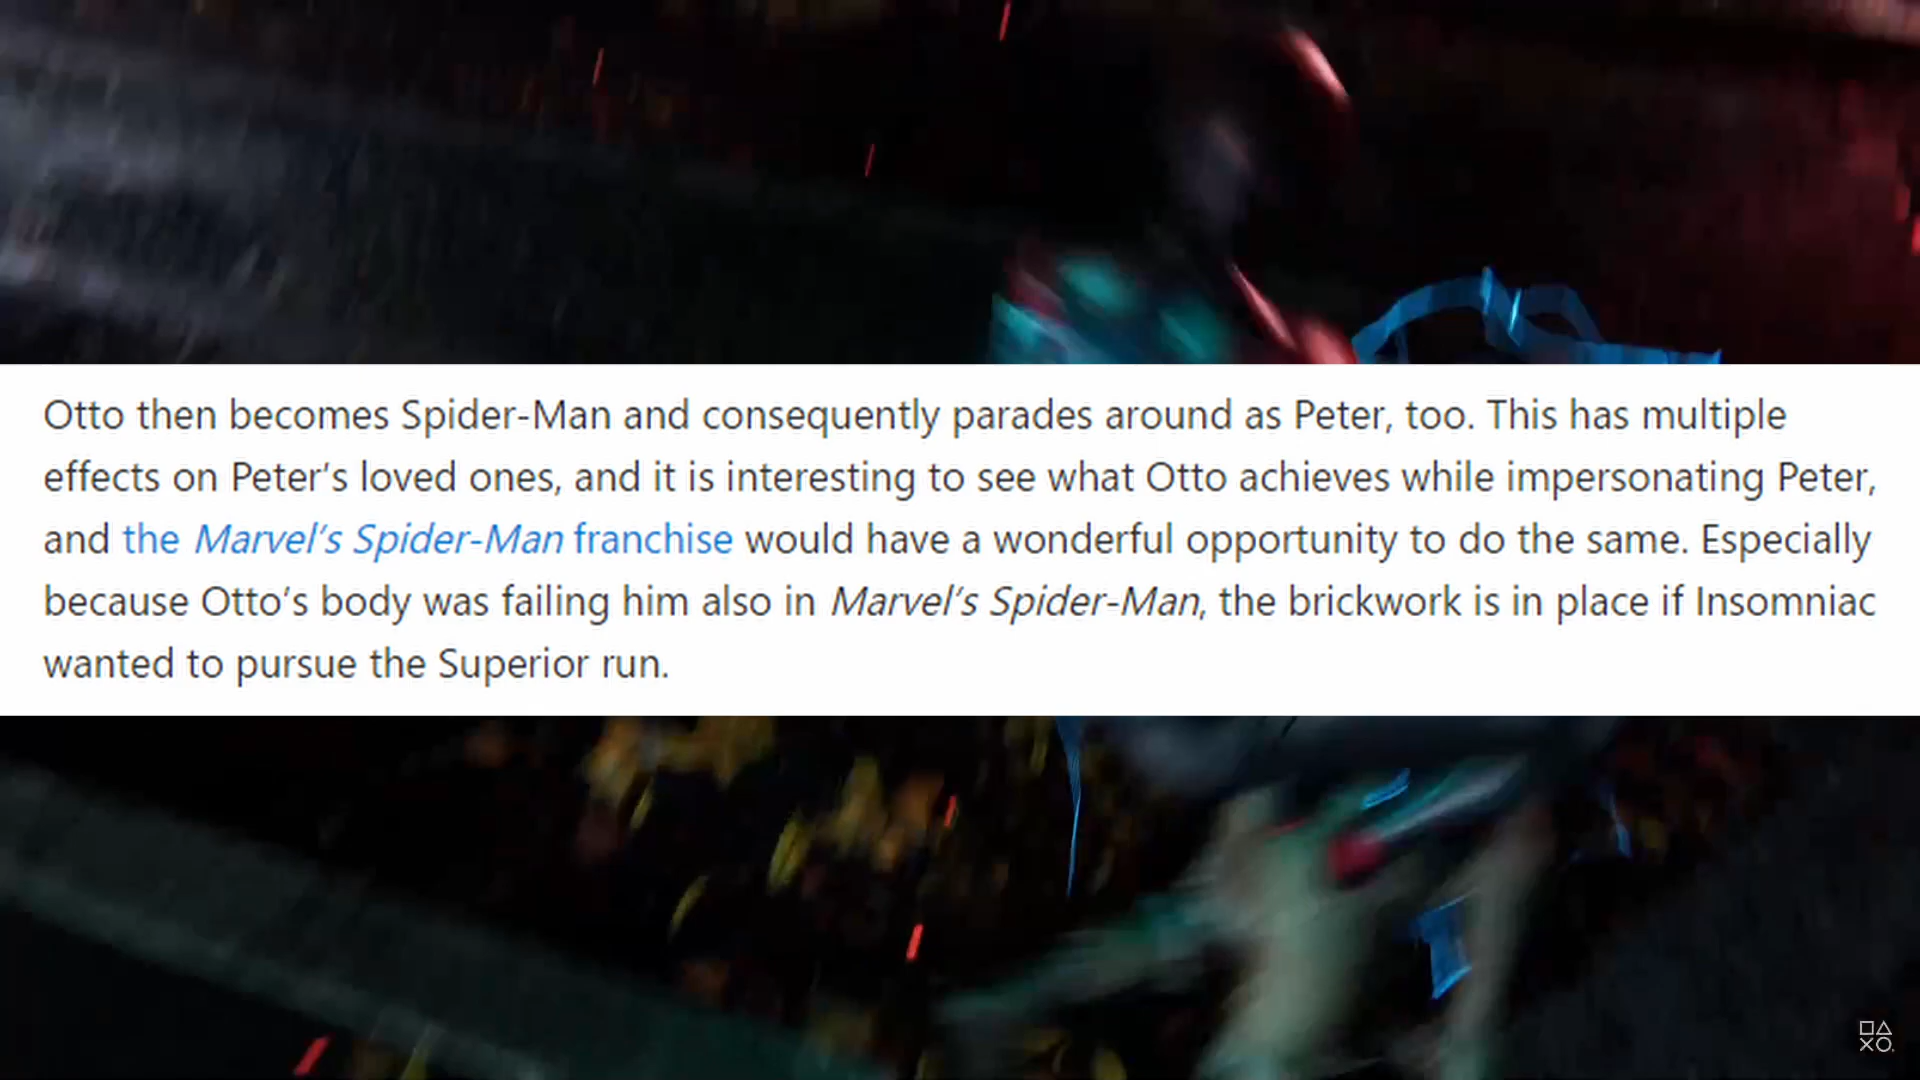 Otto then becomes Spider-Man and consequently parades around as Peter, too. This has multiple
effects on Peter’s loved ones, and it is interesting to see what Otto achieves while impersonating Peter,
and the Marvel’s Spider-Man franchise would have a wonderful opportunity to do the same. Especially
because Otto’s body was failing him also in Marvel’s Spider-Man, the brickwork is in place if Insomniac
wanted to pursue the Superior run.